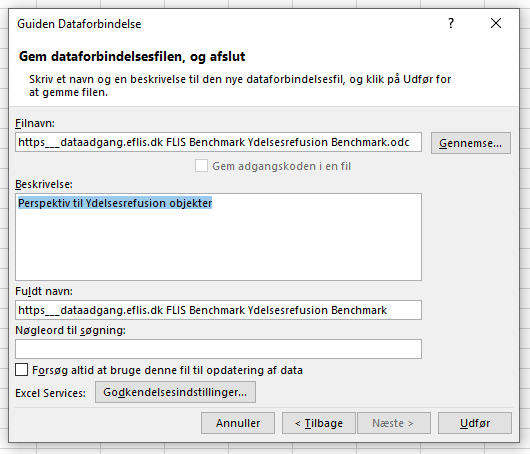 Guiden Dataforbindelse
Gem dataforbindelsesfilen, og afslut
Skriv et navn og en beskrivelse til den nye dataforbindelsesfil, og klik på Udfør for
at gemme filen.
Filnavn:
https___dataadgang.eflis.dk FLIS Benchmark Ydelsesrefusion Benchmark.odc
Gennemse...
Gem adgangskoden i en fil
Beskrivelse:
Perspektiv til Ydelsesrefusion objekter
Fuldt navn:
https___dataadgang.eflis.dk FLIS Benchmark Ydelsesrefusion Benchmark
Nøgleord til søgning:
Forsøg altid at bruge denne fil til opdatering af data
Excel Services: Godkendelsesindstillinger...
Annuller < Tilbage Næste > Udfør